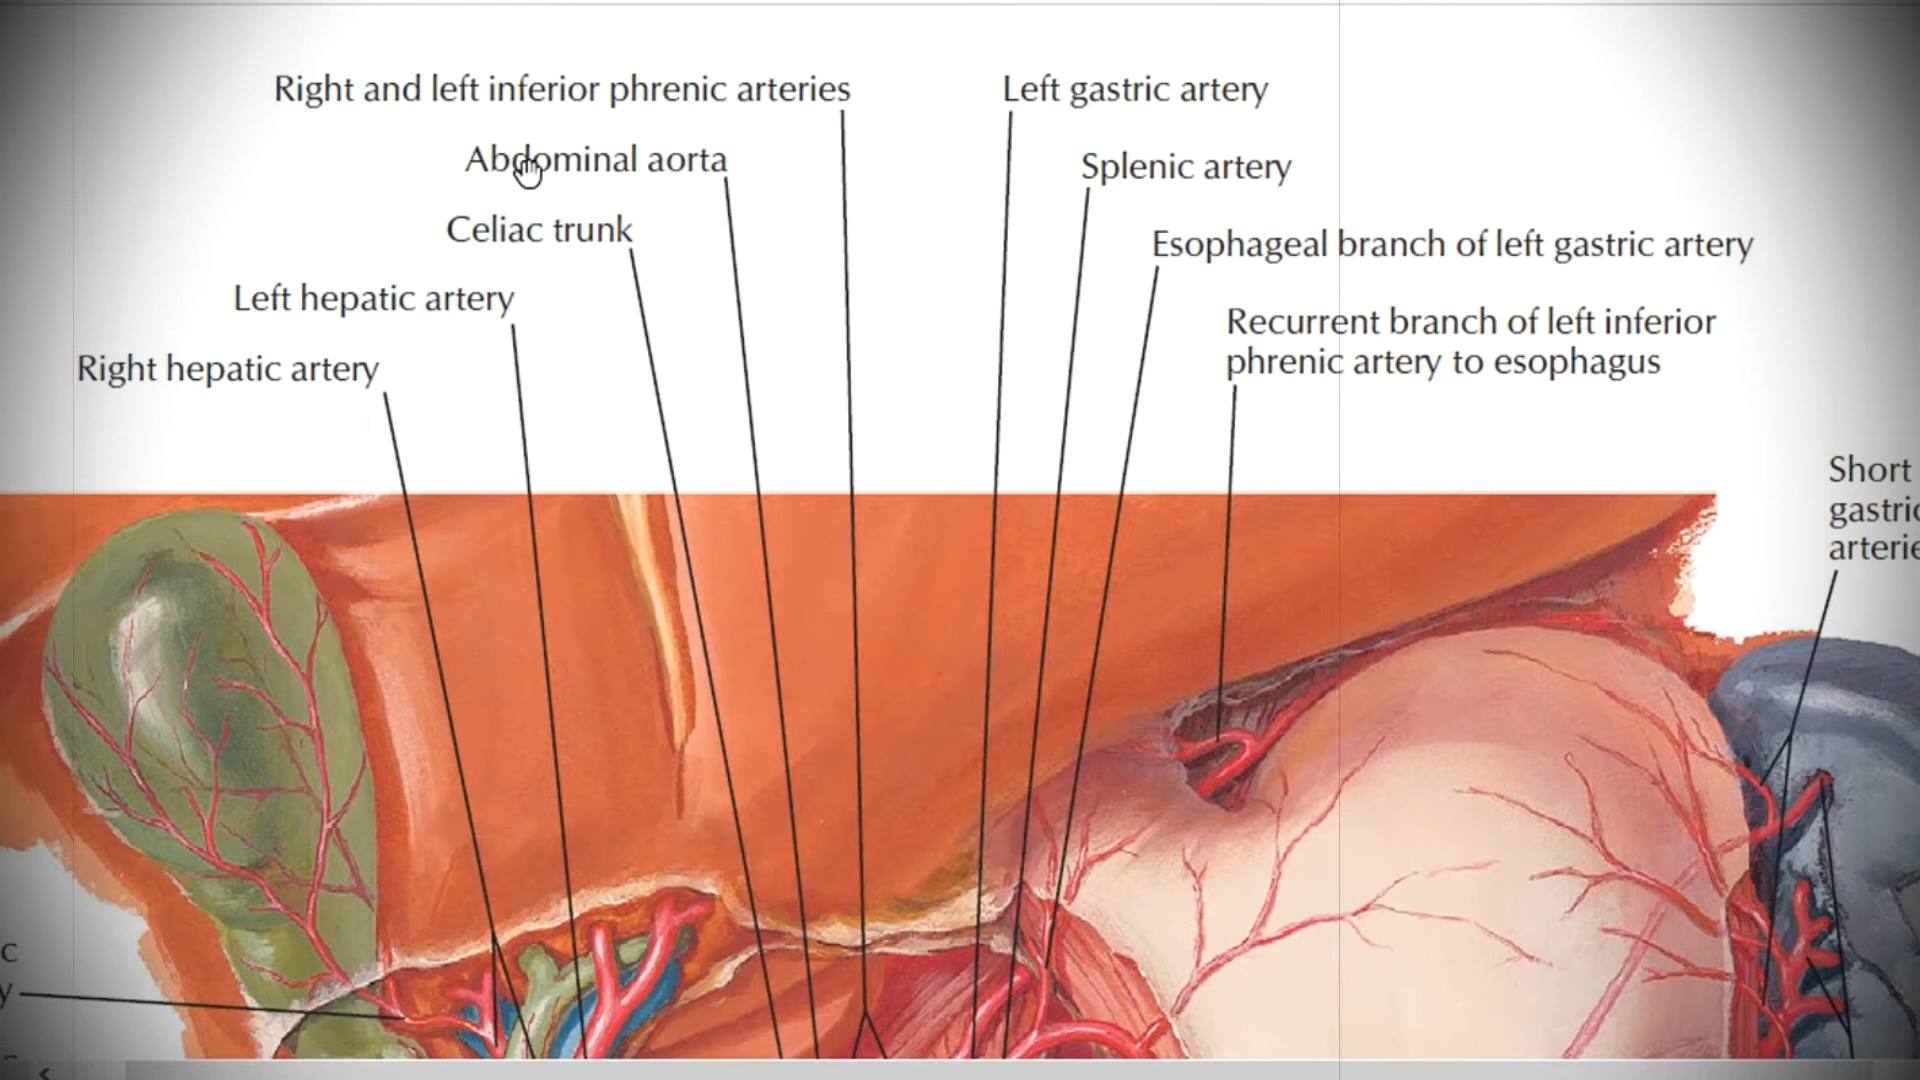 Right and left inferior phrenic arteries
Abdominal aorta
Celiac trunk
Left hepatic artery
Right hepatic artery
Left gastric artery
Splenic artery
Esophageal branch of left gastric artery
Recurrent branch of left inferior
phrenic artery to esophagus
Short
c
y